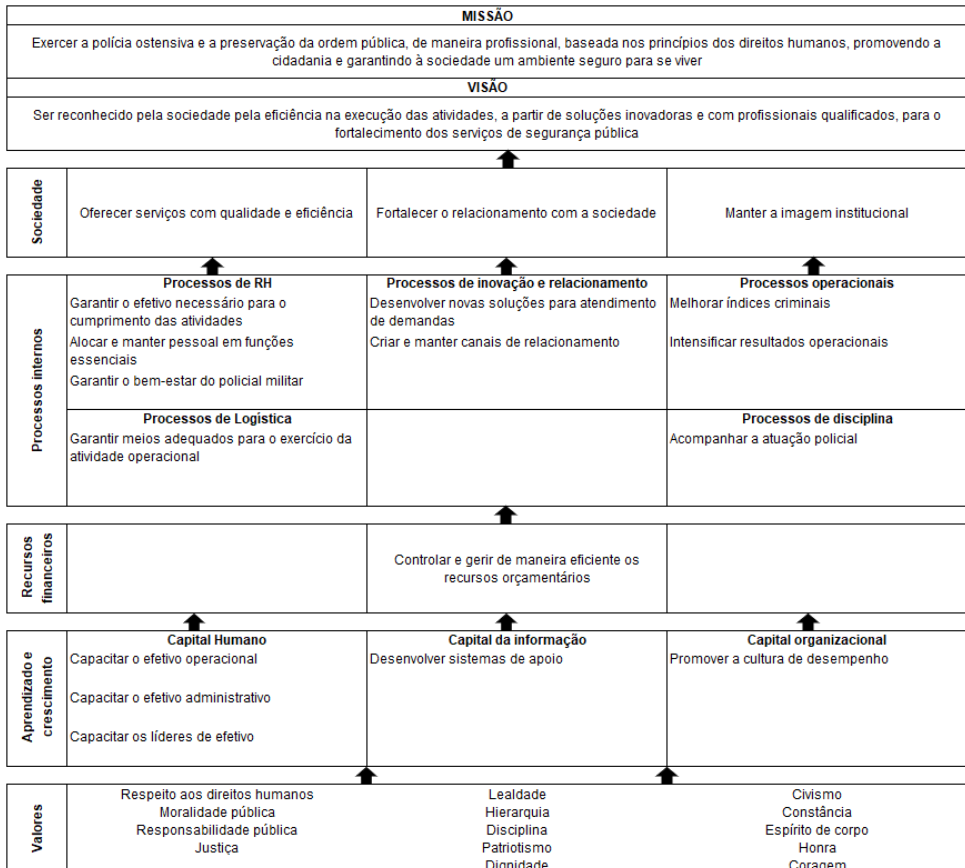 MISSÃO
Exercer a polícia ostensiva e a preservação da ordem pública, de maneira profissional, baseada nos princípios dos direitos humanos, promovendo a
cidadania e garantindo à sociedade um ambiente seguro para se viver
VISÃO
Ser reconhecido pela sociedade pela eficiência na execução das atividades, a partir de soluções inovadoras e com profissionais qualificados, para o
fortalecimento dos serviços de segurança pública
Sociedade
Oferecer serviços com qualidade e eficiência
Fortalecer o relacionamento com a sociedade
Manter a imagem institucional
Processos internos
Processos de RH
Garantir o efetivo necessário para o
cumprimento das atividades
Alocar e manter pessoal em funções
essenciais
Garantir o bem-estar do policial militar
Processos de inovação e relacionamento
Desenvolver novas soluções para atendimento
de demandas
Criar e manter canais de relacionamento
Processos operacionais
Melhorar índices criminais
Intensificar resultados operacionais
Processos de Logística
Garantir meios adequados para o exercício da
atividade operacional
Processos de disciplina
Acompanhar a atuação policial
Recursos
financeiros
Controlar e gerir de maneira eficiente os
recursos orçamentários
Aprendizado e
crescimento
Capital Humano
Capacitar o efetivo operacional
Capacitar o efetivo administrativo
Capacitar os líderes de efetivo
Capital da informação
Desenvolver sistemas de apoio
Capital organizacional
Promover a cultura de desempenho
Valores
Respeito aos direitos humanos
Moralidade pública
Responsabilidade pública
Justiça
Lealdade
Hierarquia
Disciplina
Patriotismo
Dignidade
Civismo
Constância
Espírito de corpo
Honra
Coragem